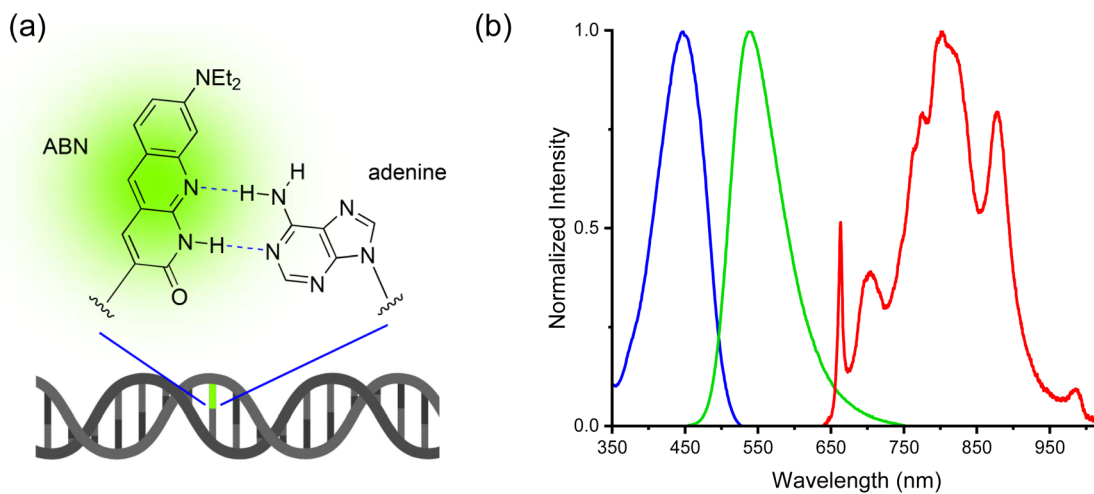 (a)
NEt₂
ABN
adenine
N
H
N
H
N
H
N
N
N
N
O
(b)
Normalized Intensity
1.0
0.5
0.0
350 450 550 650 750 850 950
Wavelength (nm)